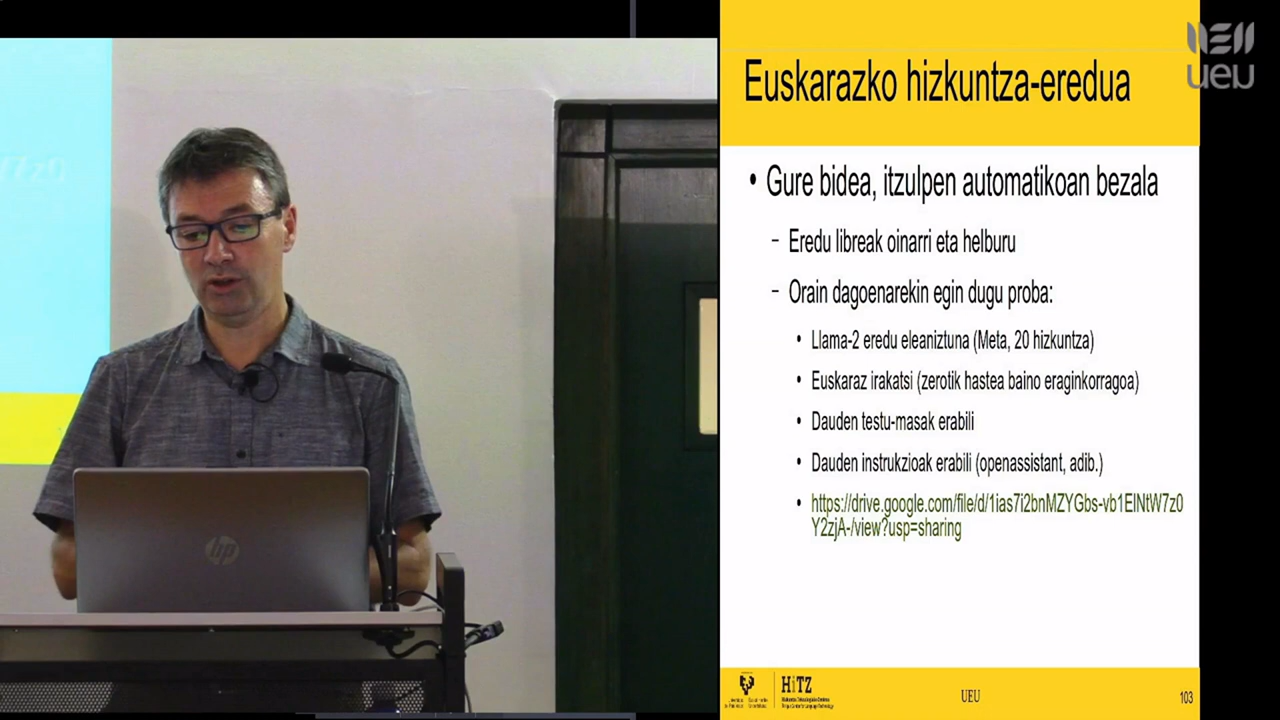 UEU
Euskarazko hizkuntza-eredua
• Gure bidea, itzulpen automatikoan bezala
- Eredu libreak oinarri eta helburu
- Orain dagoenarekin egin dugu proba:
• Llama-2 eredu eleaniztuna (Meta, 20 hizkuntza)
• Euskaraz irakatsi (zerotik hastea baino eraginkorragoa)
• Dauden testu-masak erabili
• Dauden instrukzioak erabili (openassistant, adib.)
• https://drive.google.com/file/d/1ias7i2bnMZYGbs-vb1ElNtW7z0
Y2zjA-/view?usp=sharing
hp
HiTZ
UEU
103